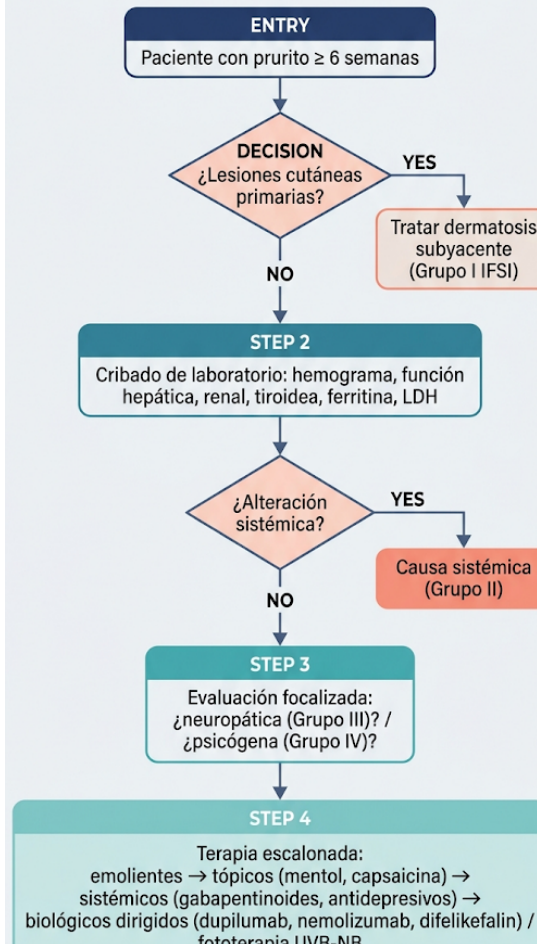 ENTRY
Paciente con prurito ≥ 6 semanas
DECISION
¿Lesiones cutáneas
primarias?
YES
Tratar dermatosis
subyacente
(Grupo I IFSI)
NO
STEP 2
Cribado de laboratorio: hemograma, función
hepática, renal, tiroidea, ferritina, LDH
¿Alteración
sistémica?
YES
Causa sistémica
(Grupo II)
NO
STEP 3
Evaluación focalizada:
¿neuropática (Grupo III)? /
¿psicógena (Grupo IV)?
STEP 4
Terapia escalonada:
emolientes → tópicos (mentol, capsaicina) →
sistémicos (gabapentinoides, antidepresivos) →
biológicos dirigidos (dupilumab, nemolizumab, difelikefalin) /
fototerapia UVB-NB